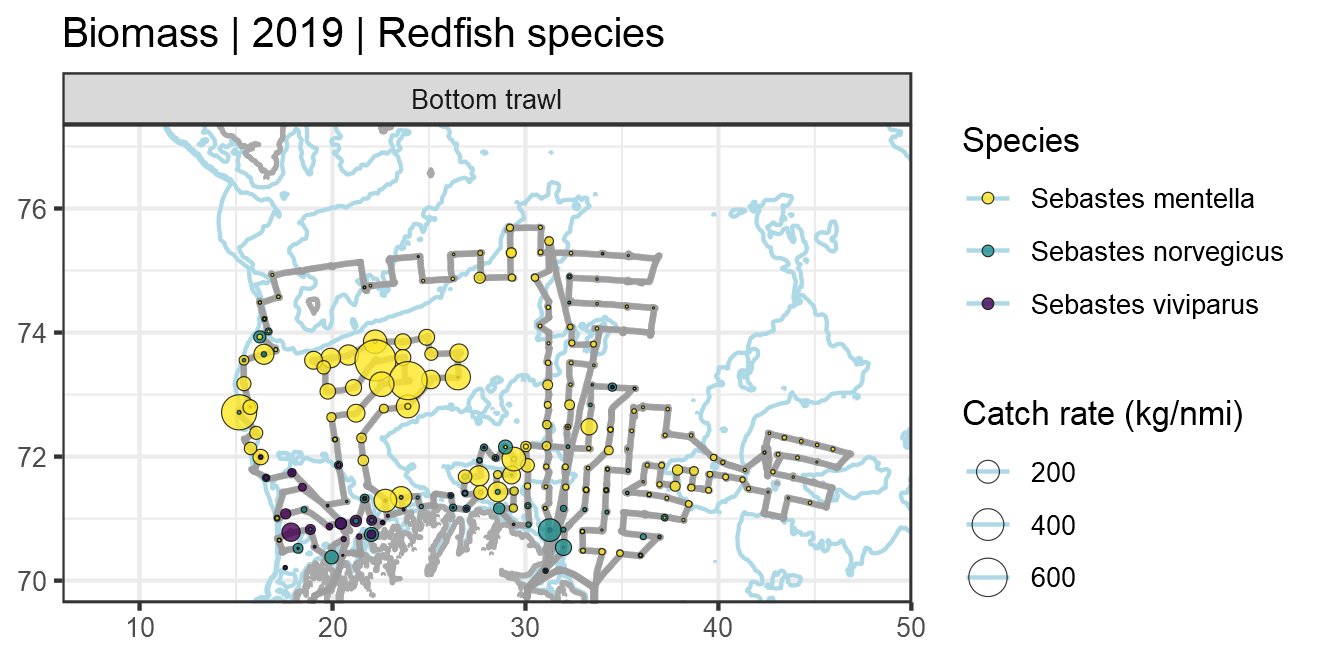 Biomass | 2019 | Redfish species
Bottom trawl
76
74
72
70
10 20 30 40 50
Species
Sebastes mentella
Sebastes norvegicus
Sebastes viviparus
Catch rate (kg/nmi)
200
400
600